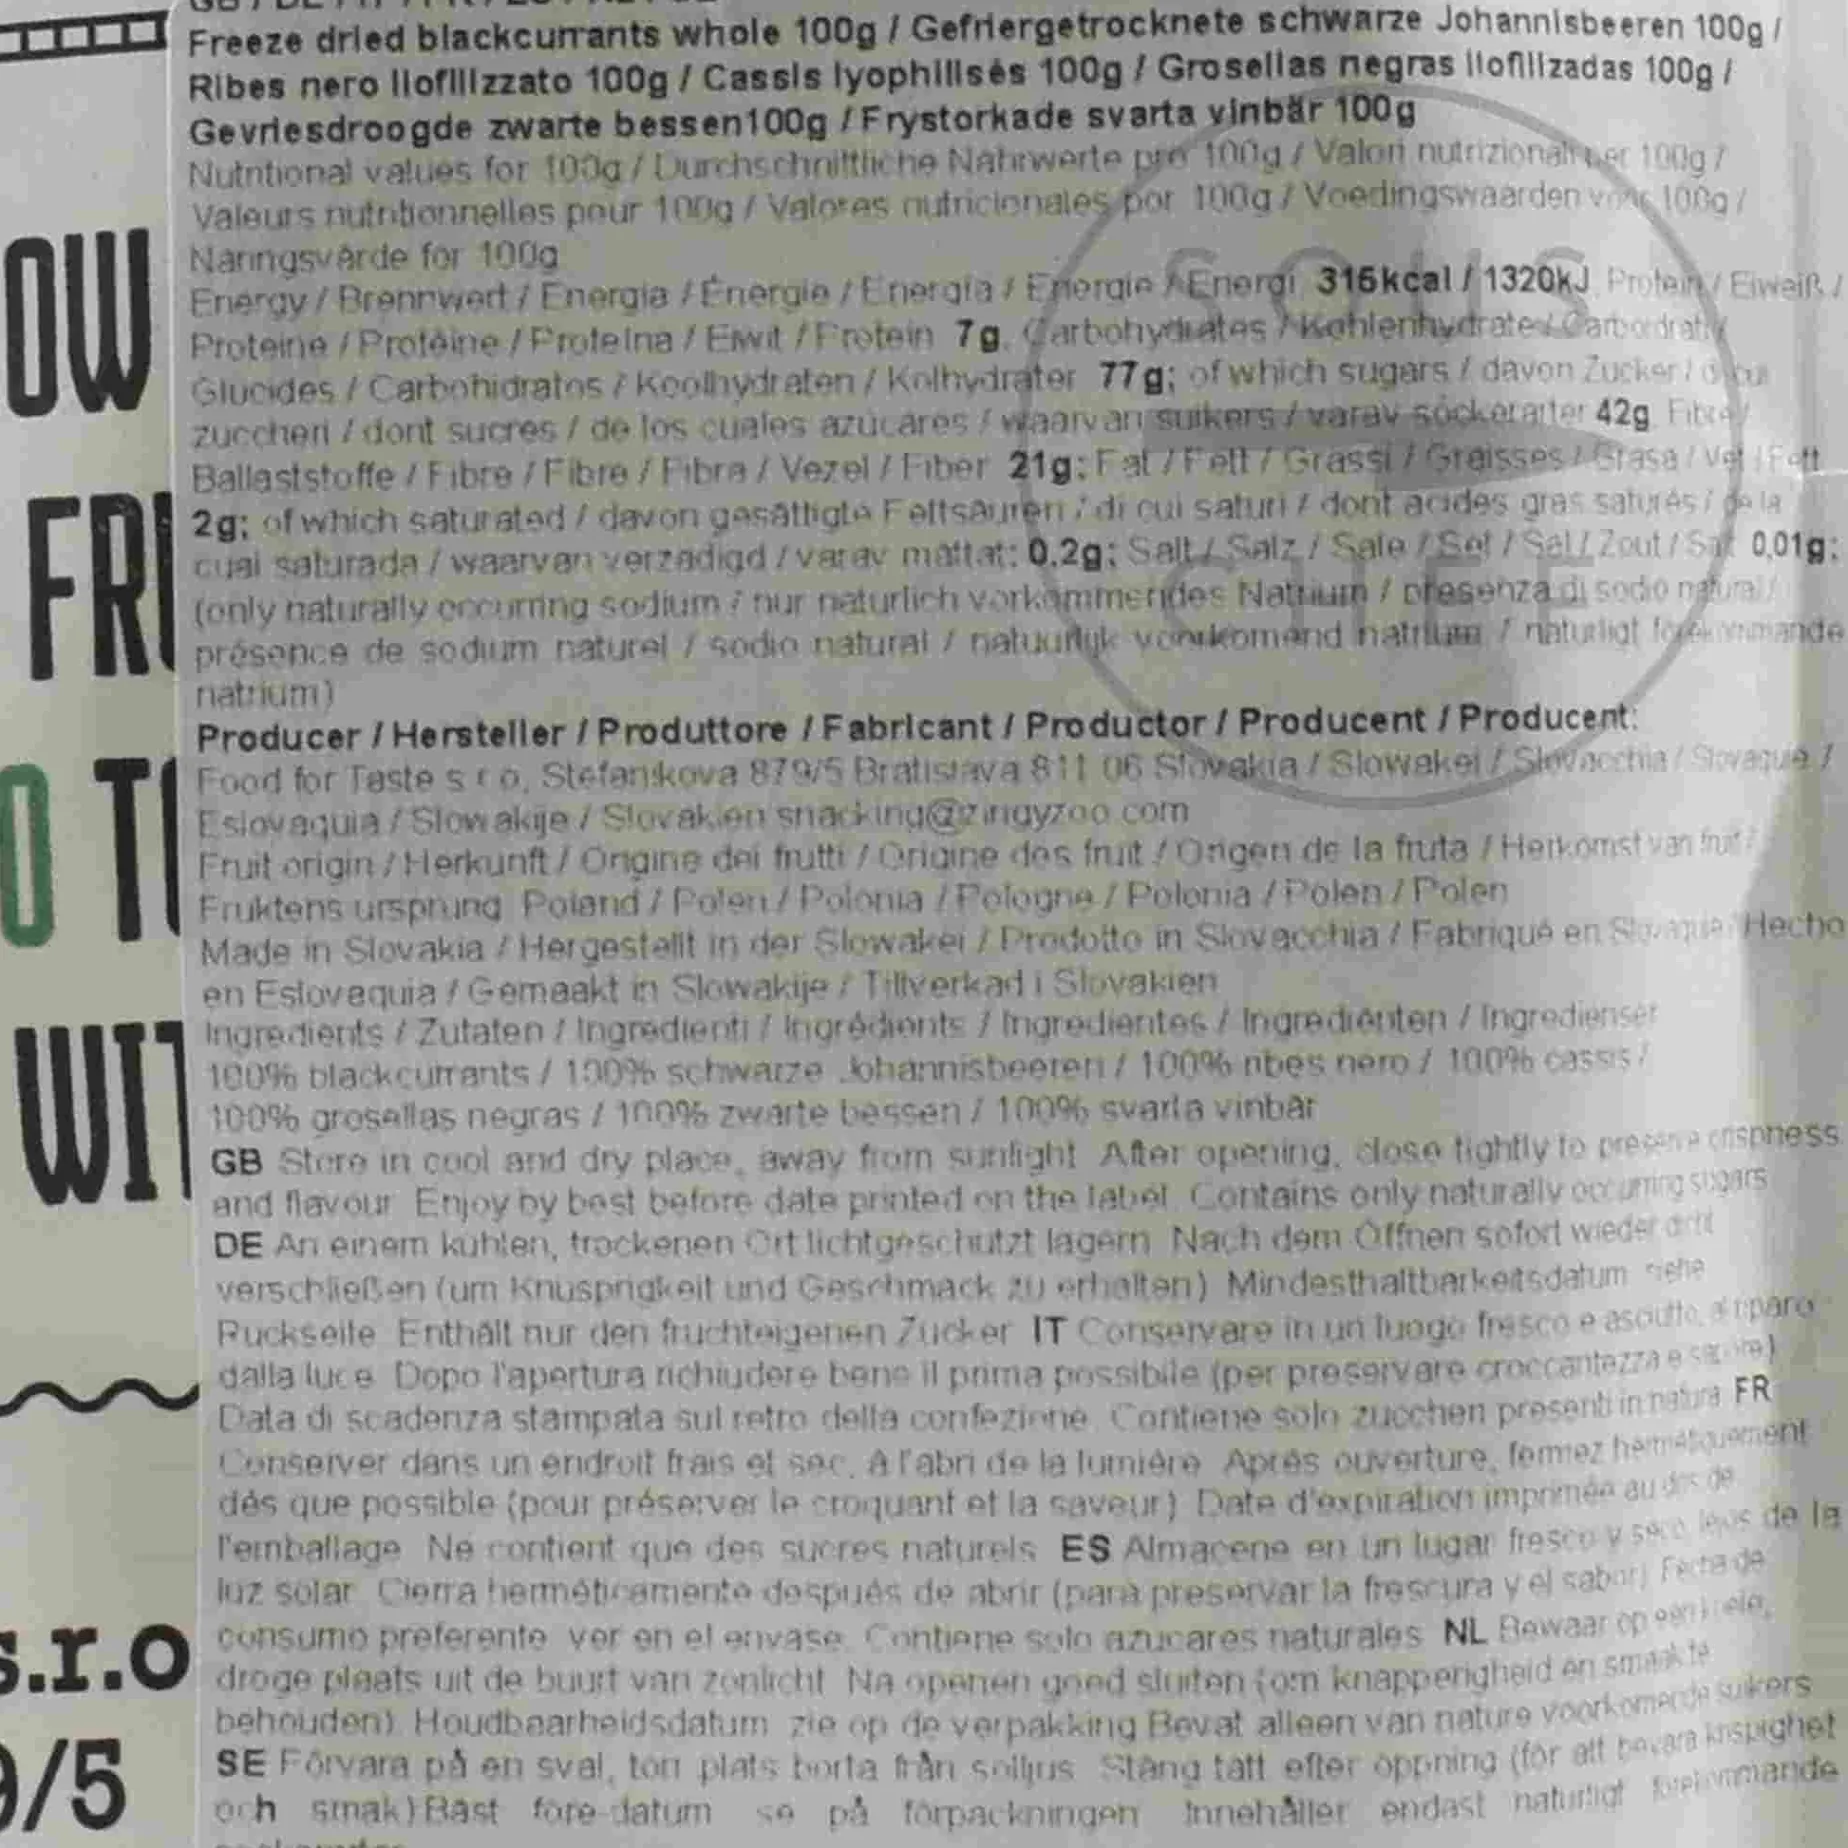 GB / DE / IT / FR / ES / NL / SE
Freeze dried blackcurrants whole 100g / Gefriergetrocknete schwarze Johannisbeeren 100g /
Ribes nero liofilizzato 100g / Cassis lyophilisés 100g / Grosellas negras liofilizadas 100g /
Gevriesdroogde zwarte bessen100g / Frystorkade svarta vinbär 100g
Nutritional values for 100g / Durchschnittliche Nährwerte pro 100g / Valori nutrizionali per 100g /
Valeurs nutritionnelles pour 100g / Valores nutricionales por 100g / Voedingswaarden voor 100g /
Näringsvärde for 100g
Energy / Brennwert / Energia / Énergie / Energía / Energie / Energi 316kcal / 1320kJ Protein / Eiweiß /
Proteine / Protéine / Proteína / Eiwit / Protein 7g, Carbohydrates / Kohlenhydrate / Carboidrati /
Glucides / Carbohidratos / Koolhydraten / Kolhydrater 77g; of which sugars / davon Zucker / di cui
zuccheri / dont sucres / de los cuales azúcares / waarvan suikers / varav sockerarter 42g Fibre /
Ballaststoffe / Fibre / Fibre / Fibra / Vezel / Fiber 21g; Fat / Fett / Grassi / Graisses / Grasa / Vet / Fett
2g; of which saturated / davon gesättigte Fettsäuren / di cui saturi / dont acides gras saturés / de la
cual saturada / waarvan verzadigd / varav mättat: 0.2g; Salt / Salz / Sale / Sel / Sal / Zout / Salt 0,01g;
(only naturally occurring sodium / nur natürlich vorkommendes Natrium / presenza di sodio natural /
présence de sodium naturel / sodio natural / natuurlijk voorkomend natrium / naturligt förekommande
natrium)
Producer / Hersteller / Produttore / Fabricant / Productor / Producent / Producent:
Food for Taste s.r.o, Stefanikova 879/5 Bratislava 811 06 Slovakia / Slowakei / Slovacchia / Slovaquie /
Eslovaquia / Slowakije / Slovakien snacking@zingyzoo.com
Fruit origin / Herkunft / Origine dei frutti / Origine des fruit / Origen de la fruta / Herkomst van fruit /
Fruktens ursprung Poland / Polen / Polonia / Pologne / Polonia / Polen / Polen
Made in Slovakia / Hergestellt in der Slowakei / Prodotto in Slovacchia / Fabriqué en Slovaquie Hecho
en Eslovaquia / Gemaakt in Slowakije / Tillverkad i Slovakien
Ingredients / Zutaten / Ingredienti / Ingrédients / Ingredientes / Ingrediënten / Ingredienser
100% blackcurrants / 100% schwarze Johannisbeeren / 100% ribes nero / 100% cassis /
100% grosellas negras / 100% zwarte bessen / 100% svarta vinbär
GB Store in cool and dry place, away from sunlight After opening, close tightly to preserve crispness
and flavour Enjoy by best before date printed on the label Contains only naturally occurring sugars
DE An einem kühlen, trockenen Ort lichtgeschützt lagern Nach dem Öffnen sofort wieder dicht
verschließen (um Knusprigkeit und Geschmack zu erhalten) Mindesthaltbarkeitsdatum siehe
Rückseite Enthält nur den fruchteigenen Zucker IT Conservare in un luogo fresco e asciutto, al riparo
dalla luce Dopo l'apertura richiudere bene il prima possibile (per preservare croccantezza e sapore)
Data di scadenza stampata sul retro della confezione Contiene solo zuccheri presenti in natura FR
Conserver dans un endroit frais et sec, à l'abri de la lumière Après ouverture, fermez hermétiquement
dès que possible (pour préserver le croquant et la saveur) Date d'expiration imprimée au dos de
l'emballage Ne contient que des sucres naturels ES Almacene en un lugar fresco y seco lejos de la
luz solar Cierra herméticamente después de abrir (para preservar la frescura y el sabor) Fecha de
consumo preferente ver en el envase Contiene solo azúcares naturales NL Bewaar op een koele,
droge plaats uit de buurt van zonlicht Na openen goed sluiten (om knapperigheid en smaak te
behouden) Houdbaarheidsdatum zie op de verpakking Bevat alleen van nature voorkomende suikers
SE Förvara på en sval, torr plats borta från solljus Stäng tätt efter öppning (för att bevara krispighet
och smak) Bäst före-datum se på förpackningen Innehåller endast naturligt förekommande
OW
FRU
O TO
WIT
s.r.o
9/5
SOUS